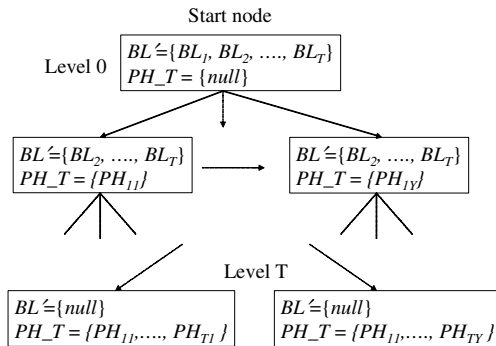 Start node
Level 0
BL´={BL1, BL2, …., BLT}
PH_T = {null}
BL´={BL2, …., BLT}
PH_T = {PH11}
BL´={BL2, …., BLT}
PH_T = {PH1Y}
Level T
BL´={null}
PH_T = {PH11,…., PHT1 }
BL´={null}
PH_T = {PH11,…., PHTY }